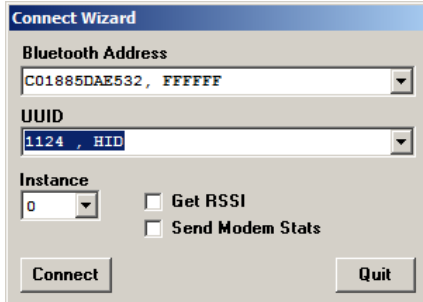 Connect Wizard
Bluetooth Address
C01885DAE532, FFFFFF
UUID
1124 , HID
Instance
0
Get RSSI
Send Modem Stats
Connect
Quit